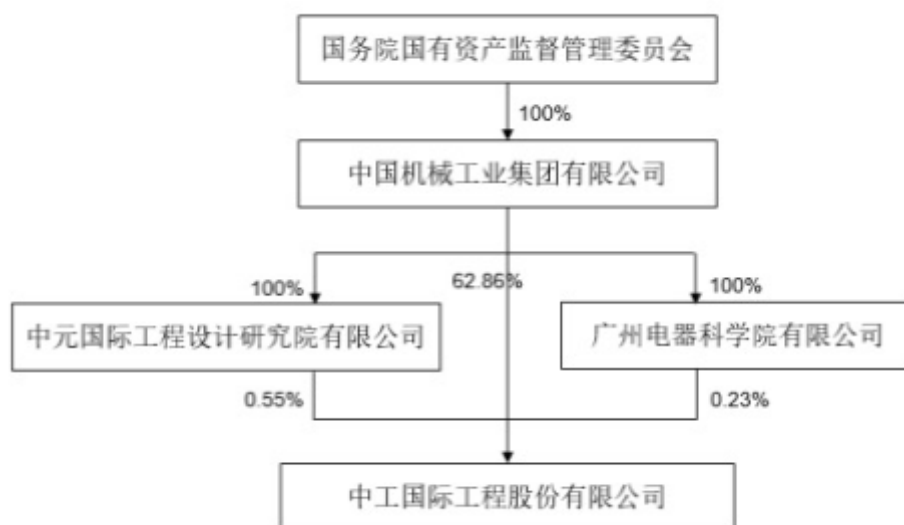 国务院国有资产监督管理委员会
100%
中国机械工业集团有限公司
100%
62.86%
100%
中元国际工程设计研究院有限公司
广州电器科学院有限公司
0.55%
0.23%
中工国际工程股份有限公司